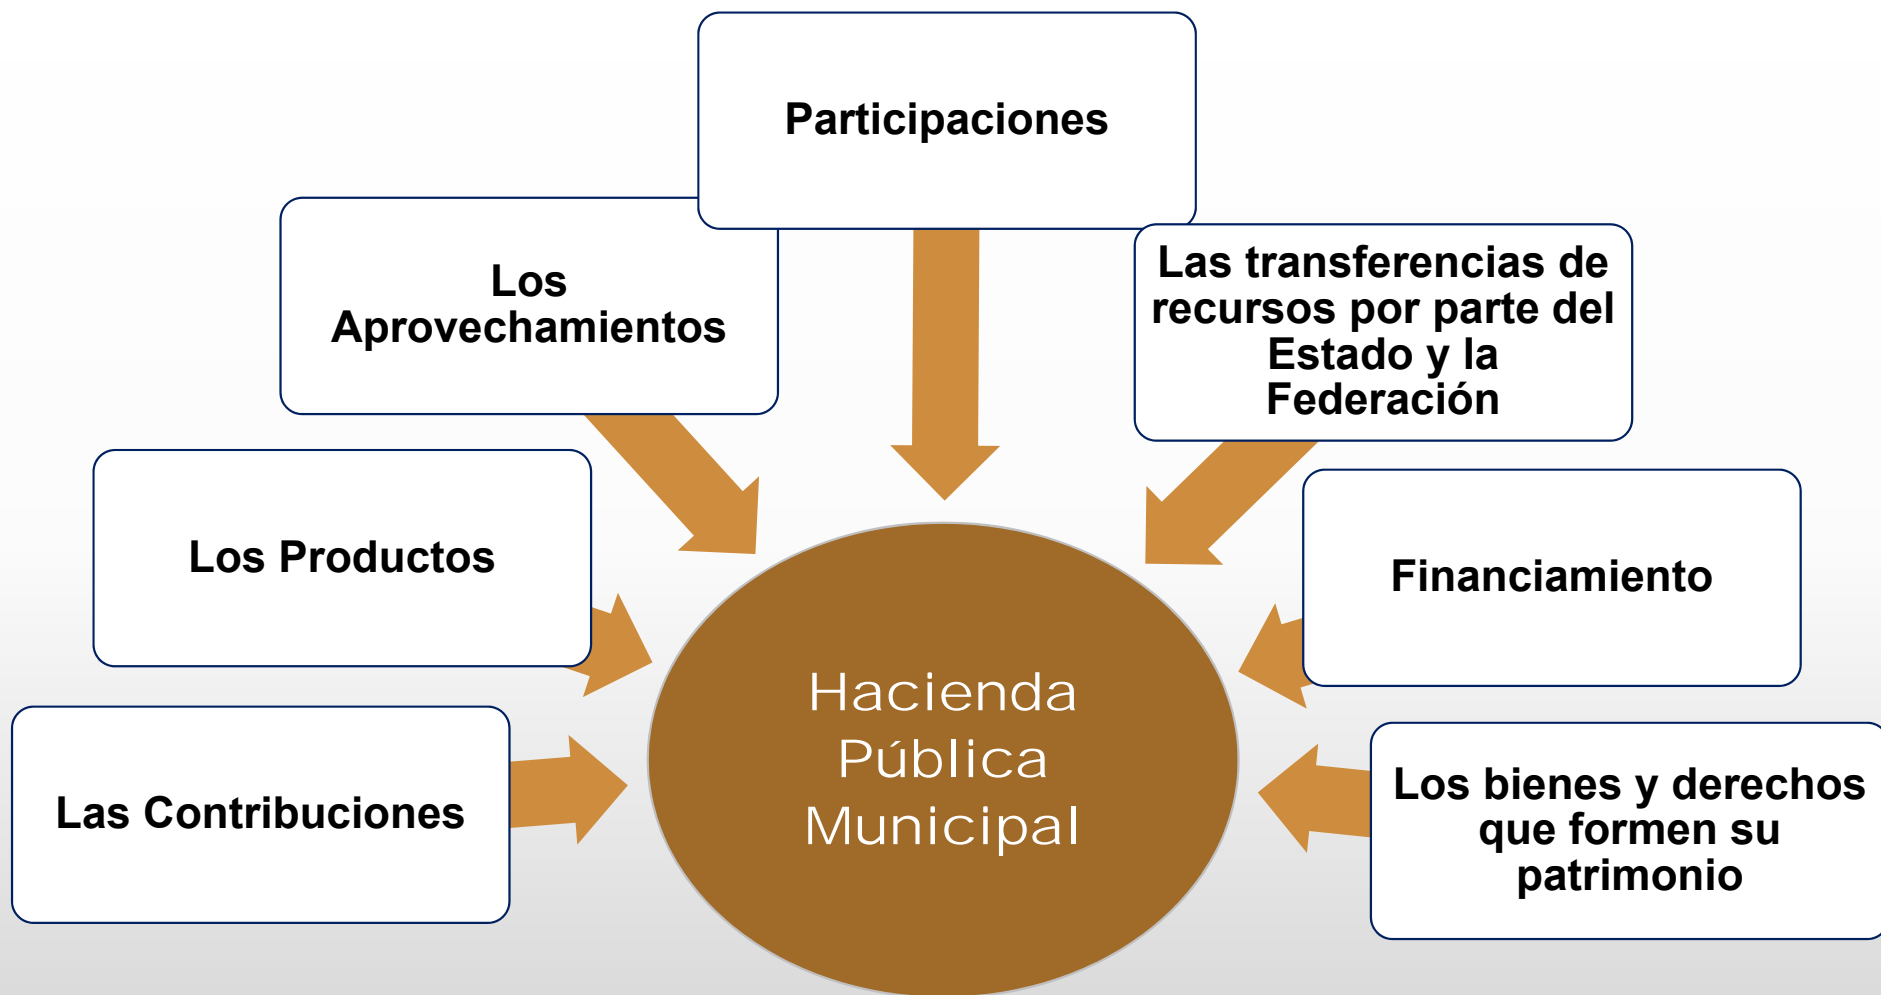 Participaciones
Los
Aprovechamientos
Las transferencias de
recursos por parte del
Estado y la
Federación
Los Productos
Financiamiento
Las Contribuciones
Hacienda
Pública
Municipal
Los bienes y derechos
que formen su
patrimonio